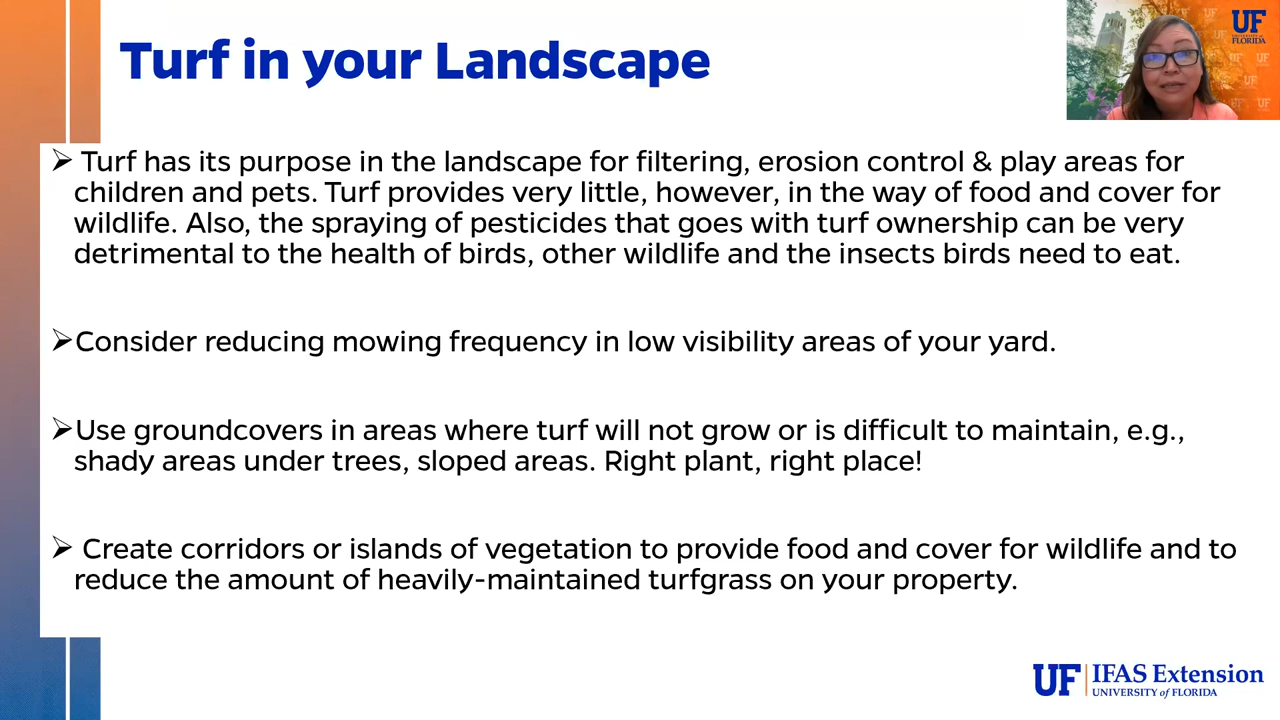 Turf in your Landscape
UF
UNIVERSITY of
FLORIDA
➢ Turf has its purpose in the landscape for filtering, erosion control & play areas for
children and pets. Turf provides very little, however, in the way of food and cover for
wildlife. Also, the spraying of pesticides that goes with turf ownership can be very
detrimental to the health of birds, other wildlife and the insects birds need to eat.
➢Consider reducing mowing frequency in low visibility areas of your yard.
➢Use groundcovers in areas where turf will not grow or is difficult to maintain, e.g.,
shady areas under trees, sloped areas. Right plant, right place!
➢ Create corridors or islands of vegetation to provide food and cover for wildlife and to
reduce the amount of heavily-maintained turfgrass on your property.
UF IFAS Extension
UNIVERSITY of FLORIDA